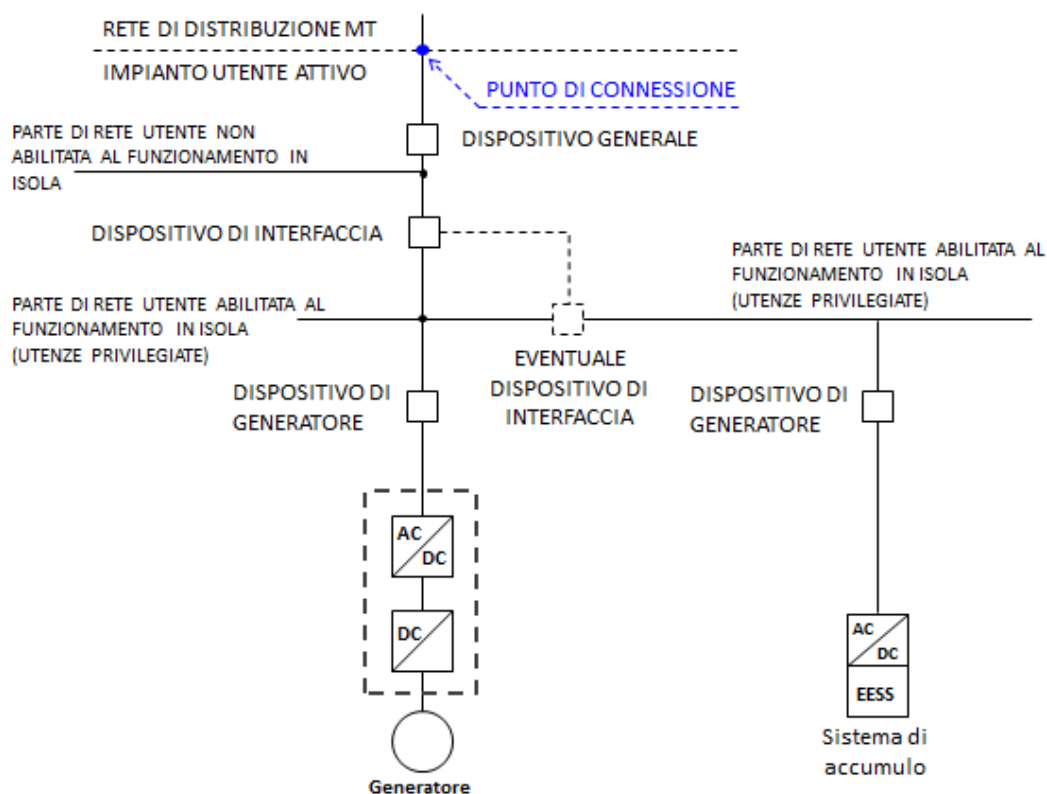 RETE DI DISTRIBUZIONE MT
IMPIANTO UTENTE ATTIVO
PUNTO DI CONNESSIONE
PARTE DI RETE UTENTE NON
ABILITATA AL FUNZIONAMENTO IN
ISOLA
DISPOSITIVO GENERALE
DISPOSITIVO DI INTERFACCIA
PARTE DI RETE UTENTE ABILITATA AL
FUNZIONAMENTO IN ISOLA
(UTENZE PRIVILEGIATE)
PARTE DI RETE UTENTE ABILITATA AL
FUNZIONAMENTO IN ISOLA
(UTENZE PRIVILEGIATE)
EVENTUALE
DISPOSITIVO DI
INTERFACCIA
DISPOSITIVO DI
GENERATORE
DISPOSITIVO DI
GENERATORE
AC
DC
DC
Generatore
AC
DC
EESS
Sistema di
accumulo